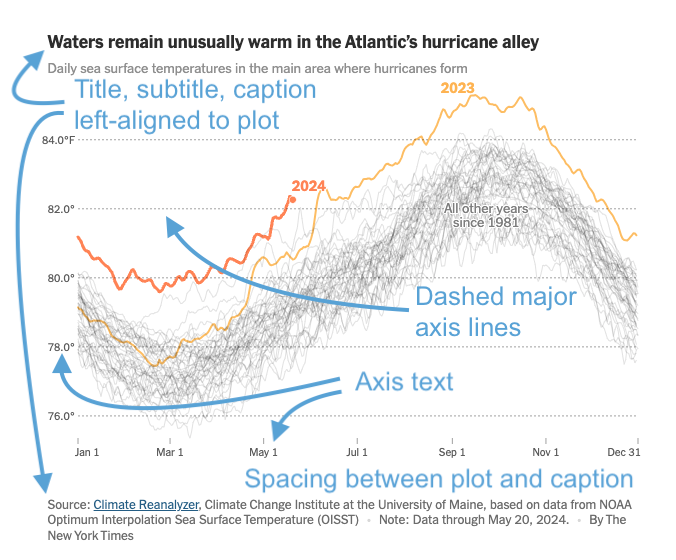 Waters remain unusually warm in the Atlantic's hurricane alley
Daily sea surface temperatures in the main area where hurricanes form
Title, subtitle, caption
left-aligned to plot
2023
84.0°F
2024
82.0°
All other years
since 1981
80.0°
Dashed major
axis lines
78.0°
Axis text
76.0°
Jan 1
Mar 1
May 1
Jul 1
Sep 1
Nov 1
Dec 31
Spacing between plot and caption
Source: Climate Reanalyzer, Climate Change Institute at the University of Maine, based on data from NOAA
Optimum Interpolation Sea Surface Temperature (OISST) • Note: Data through May 20, 2024. • By The
New York Times